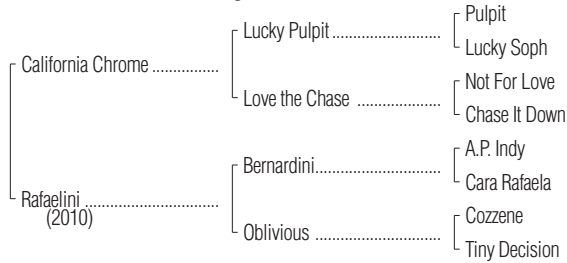 Pulpit
Lucky Pulpit
Lucky Soph
California Chrome
Not For Love
Love the Chase
Chase It Down
A.P. Indy
Bernardini
Cara Rafaela
Rafaelini
(2010)
Cozzene
Oblivious
Tiny Decision